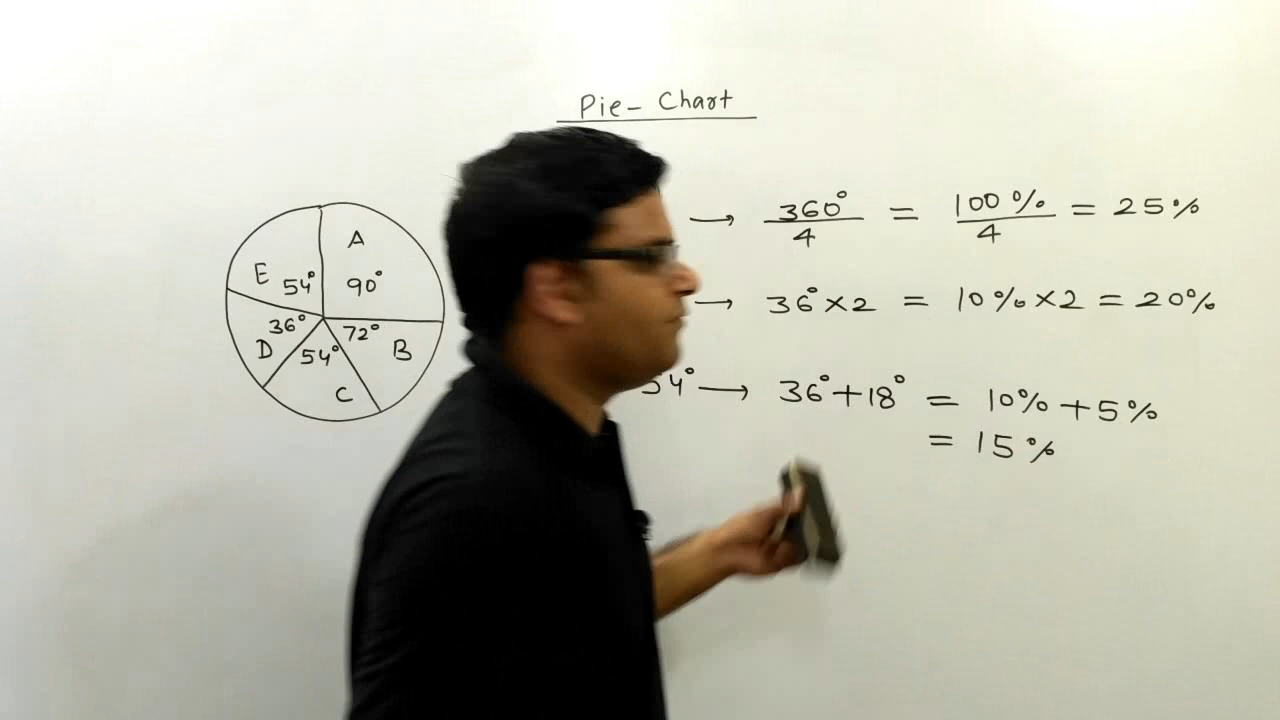 Pie- Chart
A
90°
E 54°
36° 72°
D 54° B
C
→ 360°/4 = 100%/4 = 25%
→ 36°×2 = 10%×2 = 20%
54° → 36°+18° = 10%+5%
= 15%